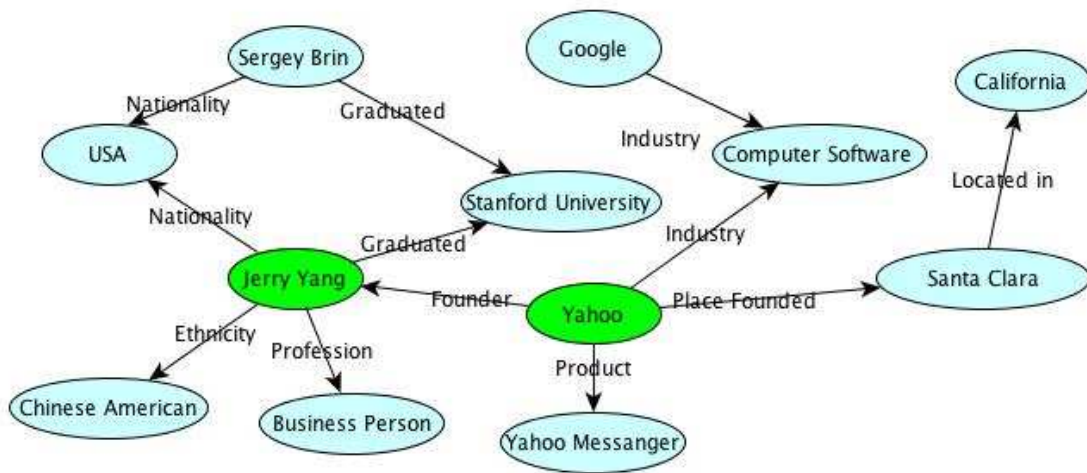 Google
Sergey Brin
California
Nationality
Graduated
Industry
USA
Computer Software
Located in
Stanford University
Nationality
Graduated
Industry
Jerry Yang
Santa Clara
Founder
Place Founded
Yahoo
Ethnicity
Profession
Product
Chinese American
Business Person
Yahoo Messanger